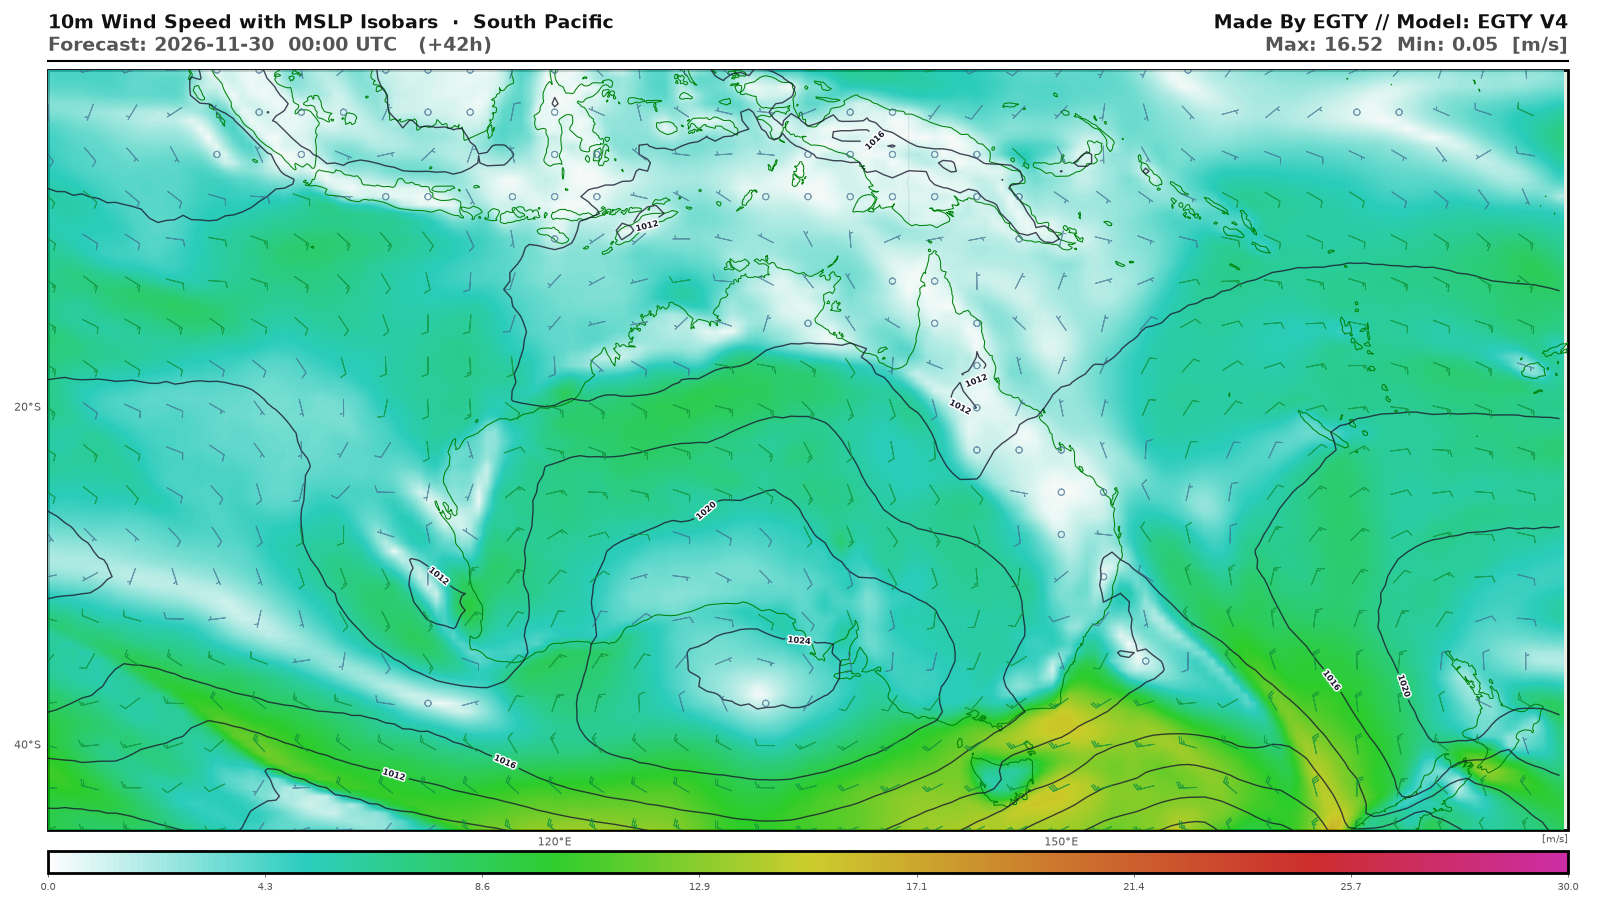 10m Wind Speed with MSLP Isobars · South Pacific
Made By EGTY // Model: EGTY V4
Forecast: 2026-11-30 00:00 UTC (+42h)
Max: 16.52 Min: 0.05 [m/s]
1016
1012
1012
1012
20°S
1020
1012
1024
1016
1020
40°S
1016
1012
120°E
150°E
[m/s]
0.0
4.3
8.6
12.9
17.1
21.4
25.7
30.0